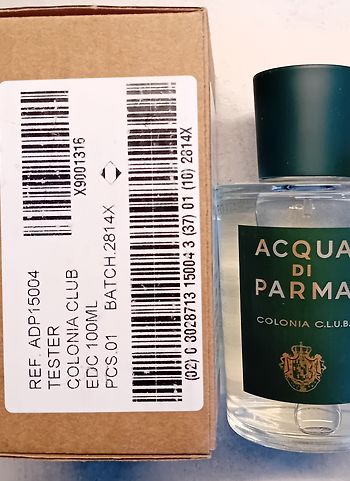 X9001316
REF. ADP15004
TESTER
COLONIA CLUB
EDC 100ML
PCS.01 BATCH.2814X
(02) 0 3028713 15004 3 (37) 01 (10) 2814X
ACQUA
DI
PARMA
COLONIA C.L.U.B.